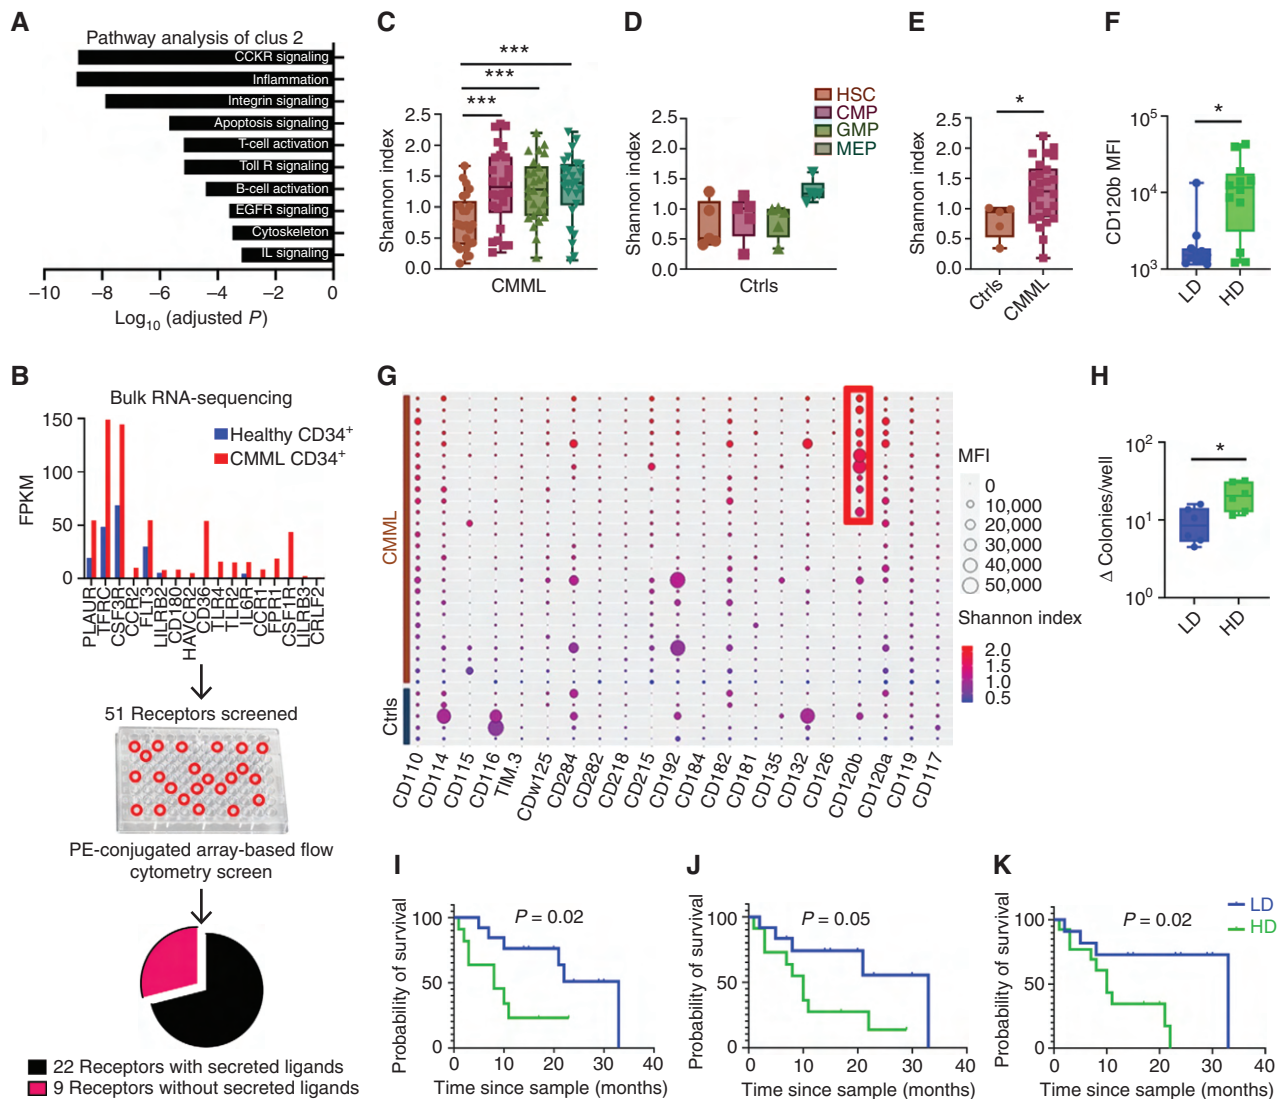 A
Pathway analysis of clus 2
CCKR signaling
Inflammation
Integrin signaling
Apoptosis signaling
T-cell activation
Toll R signaling
B-cell activation
EGFR signaling
Cytoskeleton
IL signaling
−10 −8 −6 −4 −2 0
Log10 (adjusted P)
B
Bulk RNA-sequencing
Healthy CD34+
CMML CD34+
FPKM
150
100
50
0
PLAUR
TFRC
CSF3R
CCR2
FLT3
LILRB2
CD180
HAVCR2
CD36
TLR4
TLR2
IL6R
CCR1
FPR1
CSF1R
LILRB3
CRLF2
51 Receptors screened
PE-conjugated array-based flow
cytometry screen
22 Receptors with secreted ligands
9 Receptors without secreted ligands
C
***
***
***
Shannon index
2.5
2.0
1.5
1.0
0.5
0.0
CMML
D
HSC
CMP
GMP
MEP
Shannon index
2.5
2.0
1.5
1.0
0.5
0.0
Ctrls
E
*
Shannon index
2.5
2.0
1.5
1.0
0.5
0.0
Ctrls
CMML
F
*
CD120b MFI
10^5
10^4
10^3
LD
HD
G
CMML
Ctrls
CD110
CD114
CD115
CD116
TIM.3
CDw125
CD284
CD282
CD218
CD215
CD192
CD184
CD182
CD181
CD135
CD132
CD126
CD120b
CD120a
CD119
CD117
MFI
0
10,000
20,000
30,000
40,000
50,000
Shannon index
2.0
1.5
1.0
0.5
H
*
Δ Colonies/well
10^2
10^1
10^0
LD
HD
I
P = 0.02
Probability of survival
100
50
0
0 10 20 30 40
Time since sample (months)
J
P = 0.05
Probability of survival
100
50
0
0 10 20 30 40
Time since sample (months)
K
P = 0.02
LD
HD
Probability of survival
100
50
0
0 10 20 30 40
Time since sample (months)